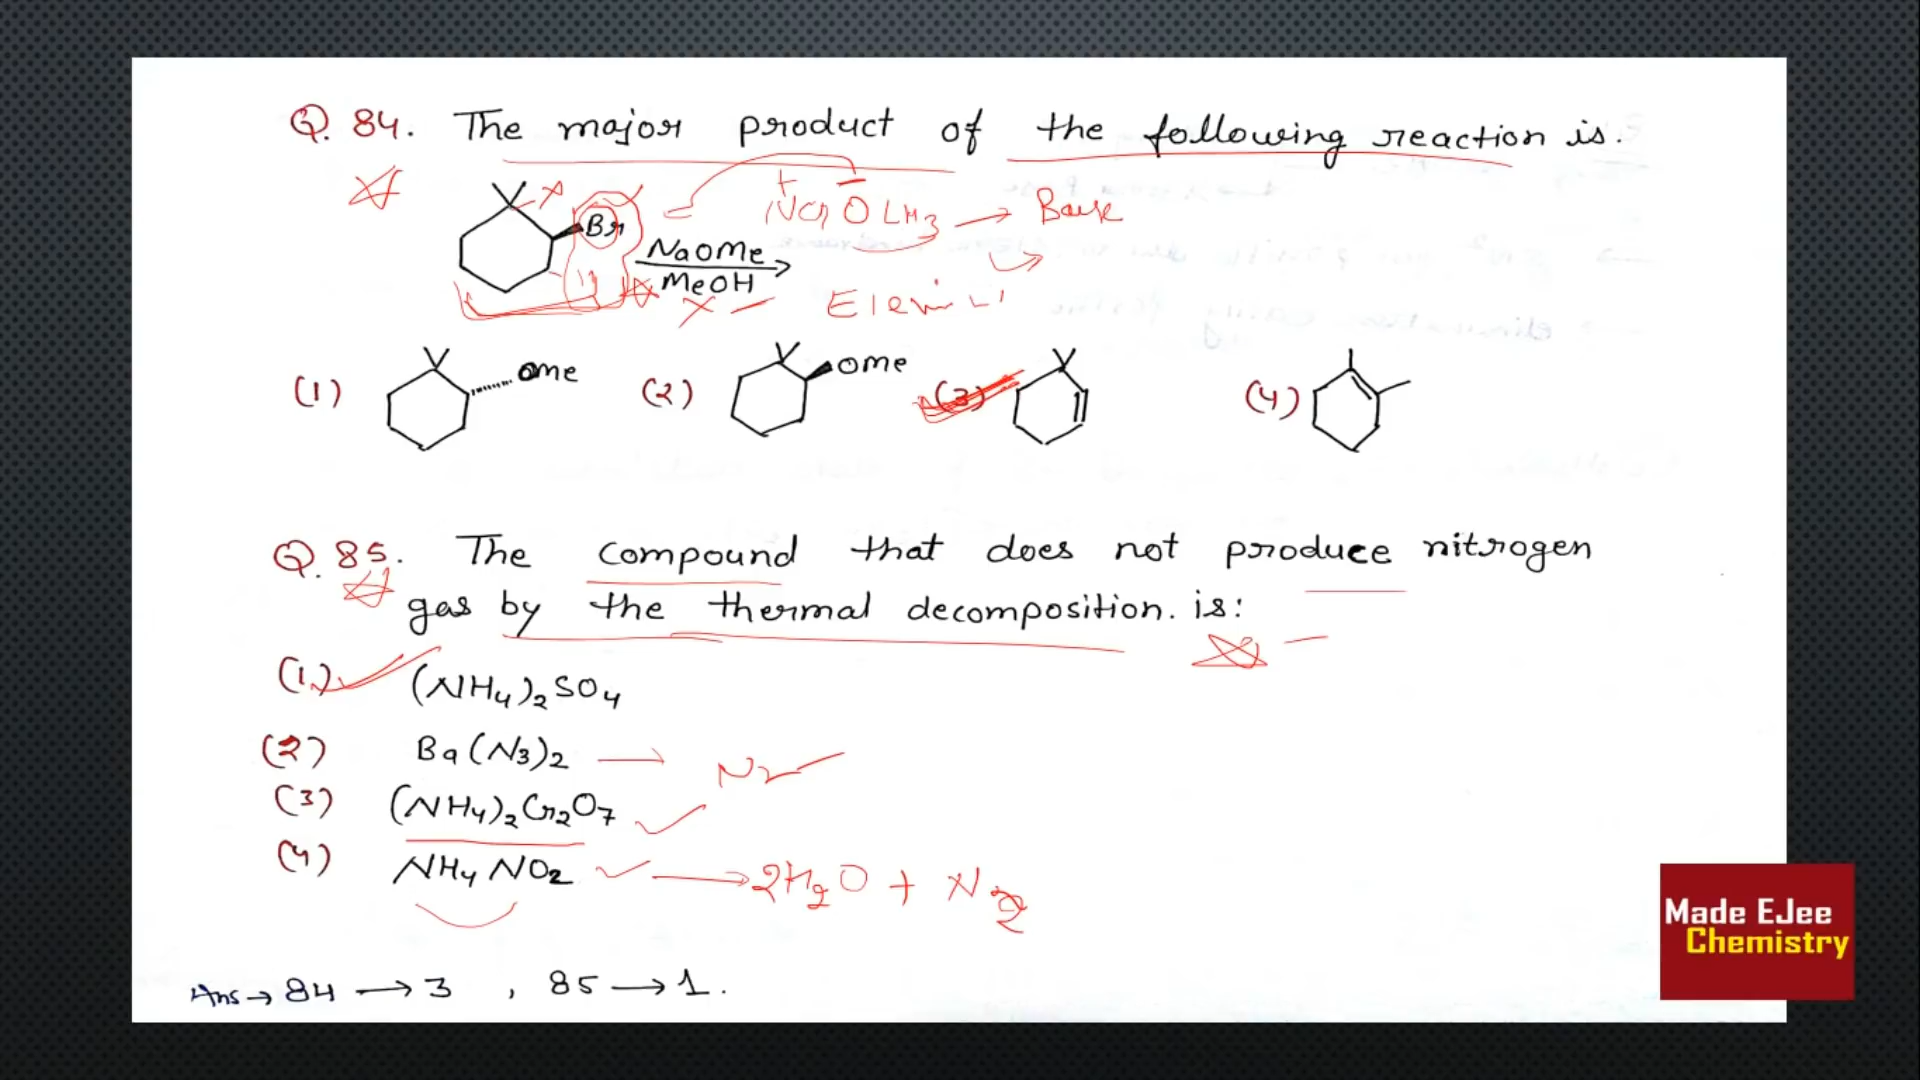 Q. 84. The major product of the following reaction is.
Br
NaOMe
MeOH
+ -
Na OCH3 → Base
Elemi
(1) OMe (2) OMe (3) (4)
Q. 85. The compound that does not produce nitrogen
gas by the thermal decomposition. is:
(1.) (NH4)2SO4
(2) Ba(N3)2 → N2
(3) (NH4)2Cr2O7
(4) NH4NO2 → 2H2O + N2
Ans → 84 → 3 , 85 → 1.
Made EJee
Chemistry